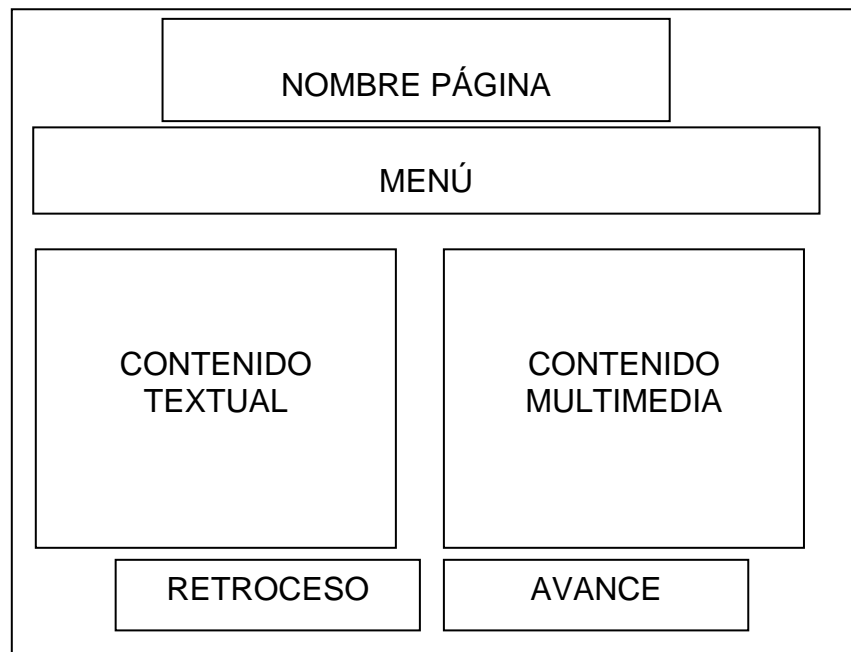 NOMBRE PÁGINA
MENÚ
CONTENIDO
TEXTUAL
CONTENIDO
MULTIMEDIA
RETROCESO
AVANCE